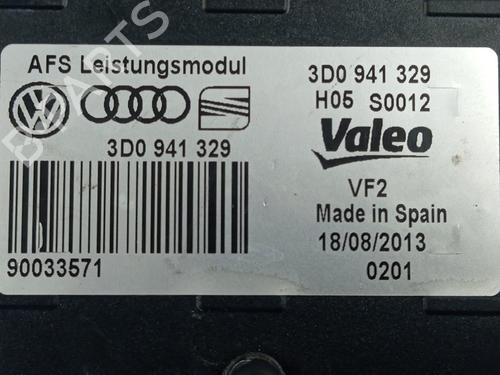 AFS Leistungsmodul
3D0 941 329
90033571
3D0 941 329
H05 S0012
Valeo
VF2
Made in Spain
18/08/2013
0201